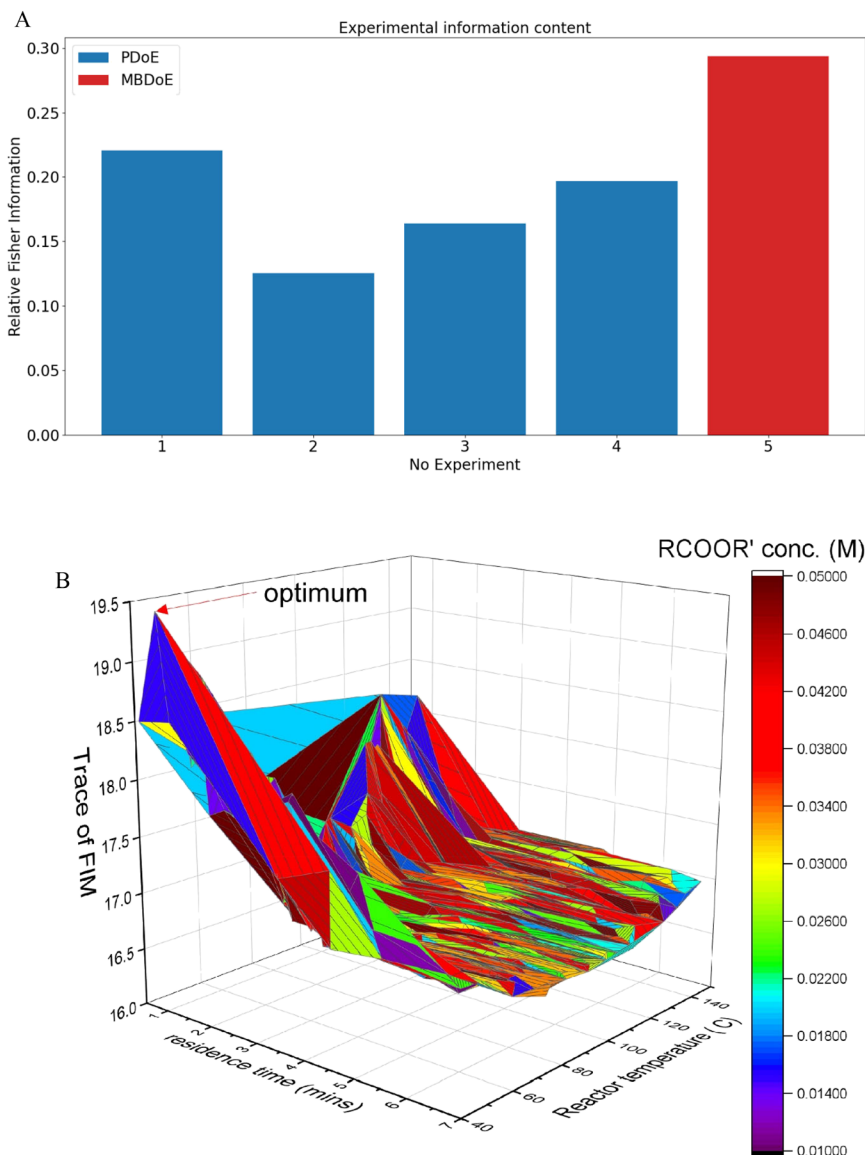 A
Experimental information content
PDoE
MBDoE
Relative Fisher Information
0.30
0.25
0.20
0.15
0.10
0.05
0.00
1 2 3 4 5
No Experiment
B
RCOOR' conc. (M)
optimum
Trace of FIM
19.5
19.0
18.5
18.0
17.5
17.0
16.5
16.0
1 2 3 4 5 6 7
residence time (mins)
40 60 80 100 120 140
Reactor temperature (C)
0.05000
0.04600
0.04200
0.03800
0.03400
0.03000
0.02600
0.02200
0.01800
0.01400
0.01000